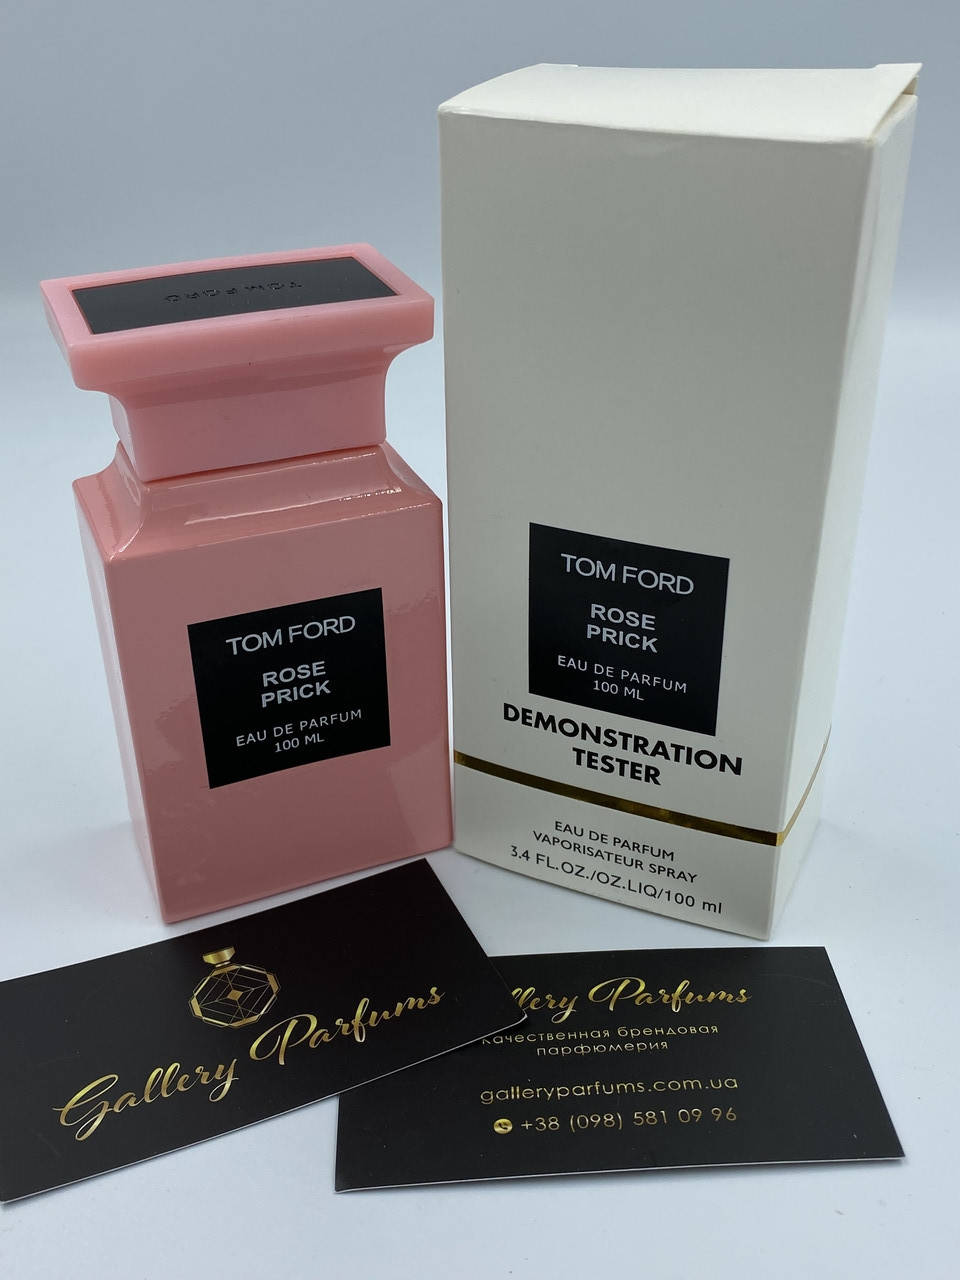 TOM FORD
TOM FORD
ROSE
PRICK
EAU DE PARFUM
100 ML
TOM FORD
ROSE
PRICK
EAU DE PARFUM
100 ML
DEMONSTRATION
TESTER
EAU DE PARFUM
VAPORISATEUR SPRAY
3.4 FL.OZ./OZ.LIQ/100 ml
Gallery Parfums
Parfums
Качественная брендовая
парфюмерия
galleryparfums.com.ua
+38 (098) 581 09 96